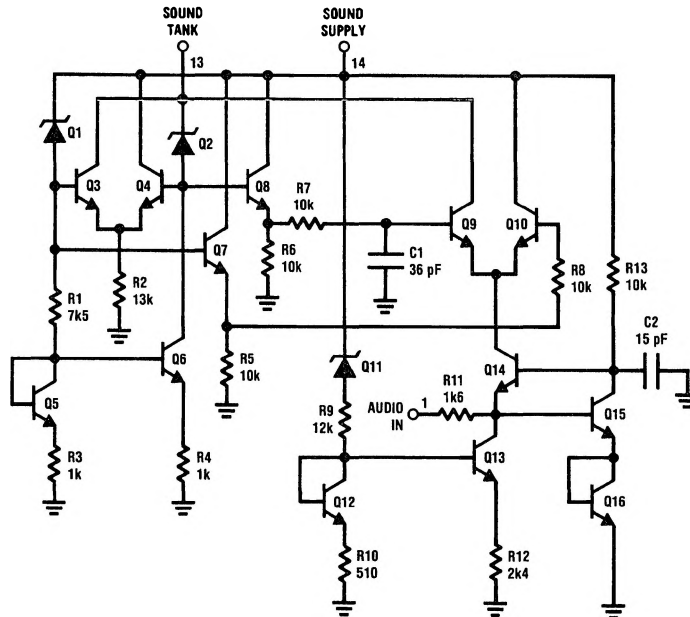 SOUND
TANK
SOUND
SUPPLY
13
14
Q1
Q2
Q3
Q4
Q8
R7
10k
Q9
Q10
Q7
R6
10k
C1
36 pF
R8
10k
R13
10k
R2
13k
R1
7k5
C2
15 pF
Q6
R5
10k
Q11
Q14
Q5
R9
12k
AUDIO
IN
1
R11
1k6
Q15
R3
1k
R4
1k
Q13
Q12
Q16
R10
510
R12
2k4